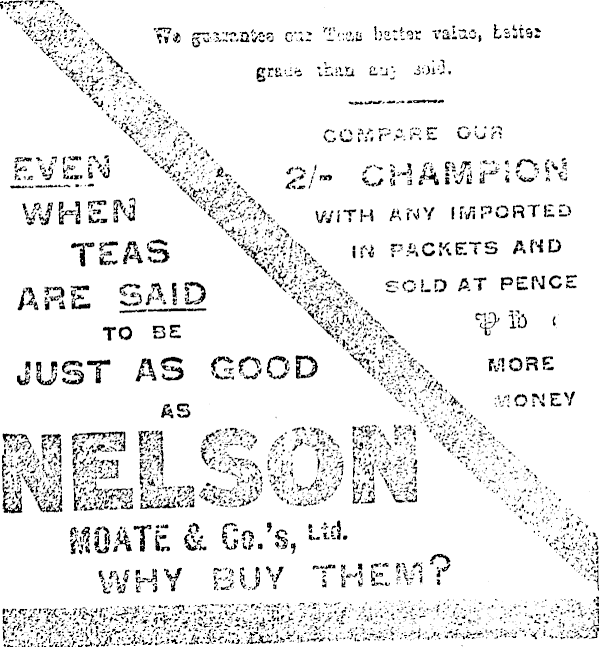 We guarantee our Teas better value, better
grade than any sold.
COMPARE OUR
2/- CHAMPION
WITH ANY IMPORTED
IN PACKETS AND
SOLD AT PENCE
MORE
MONEY
EVEN
WHEN
TEAS
ARE SAID
TO BE
JUST AS GOOD
AS
NELSON
MOATE & Co.'s, Ltd.
WHY BUY THEM?